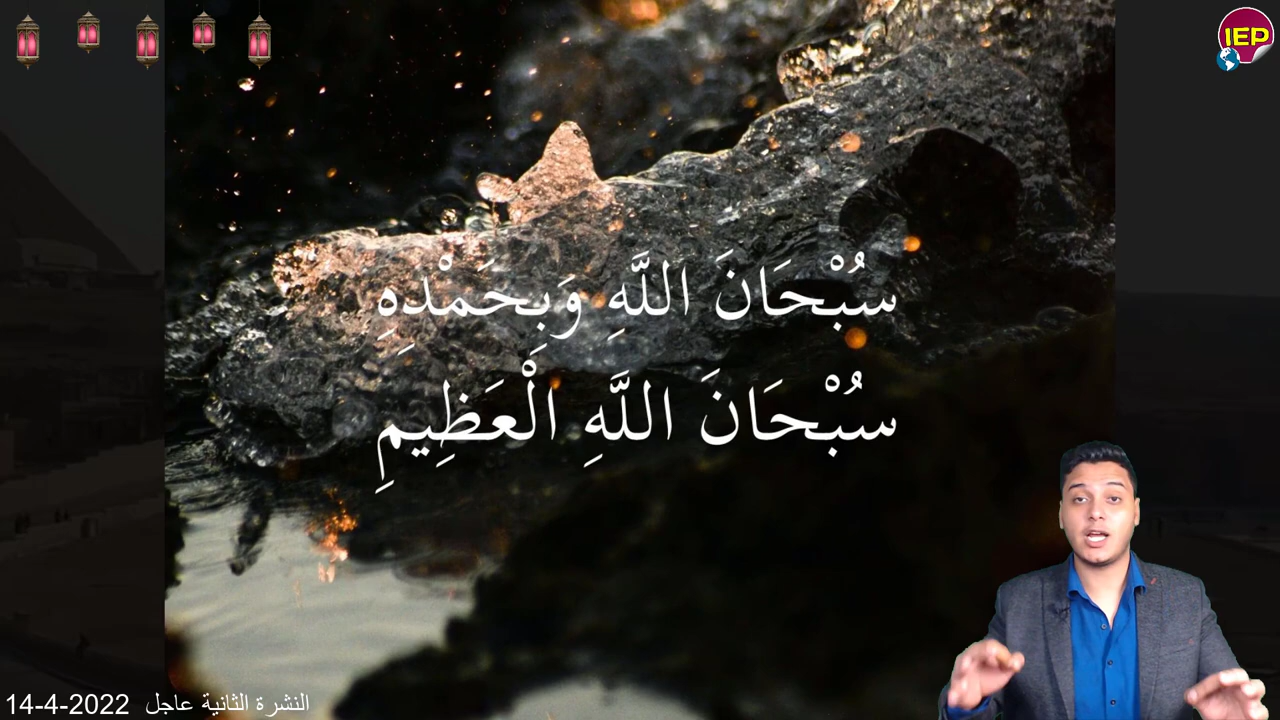 IEP
سُبْحَانَ اللَّهِ وَبِحَمْدِهِ
سُبْحَانَ اللَّهِ الْعَظِيمِ
النشرة الثانية عاجل 14-4-2022